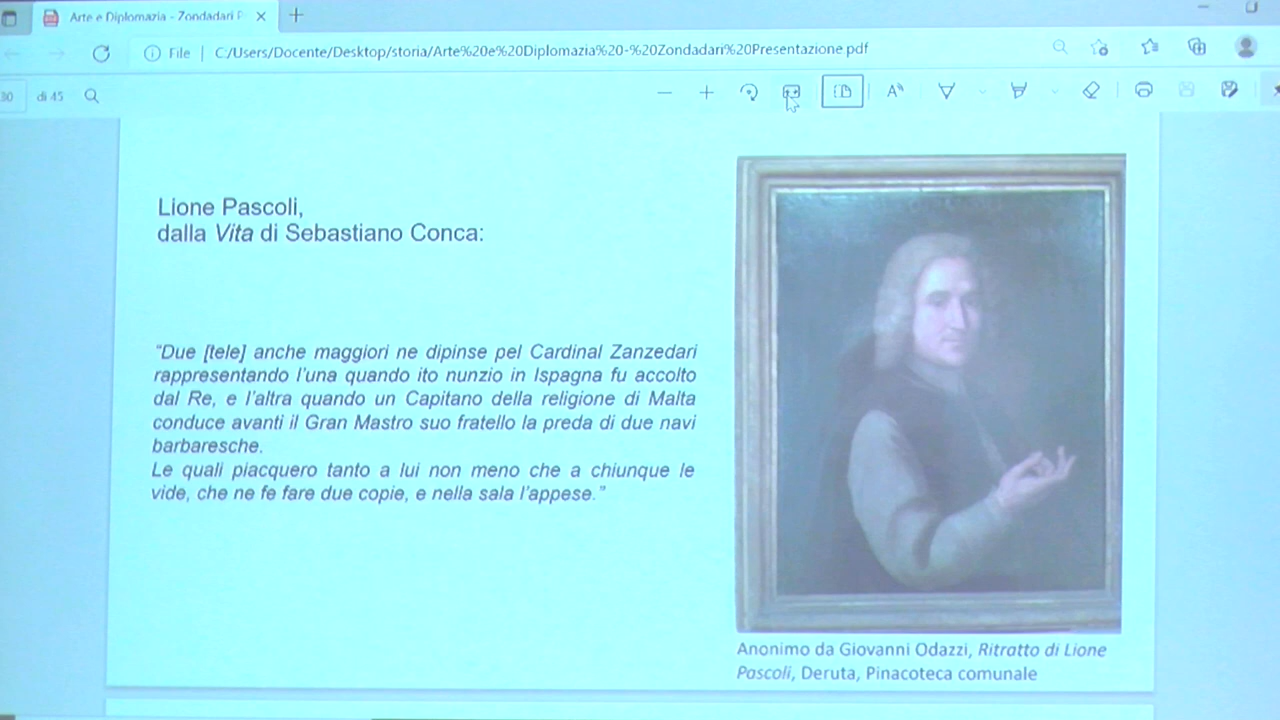 Arte e Diplomazia - Zondadari P
File
C:/Users/Docente/Desktop/storia/Arte%20e%20Diplomazia%20-%20Zondadari%20Presentazione.pdf
30 di 45
Lione Pascoli,
dalla Vita di Sebastiano Conca:
"Due [tele] anche maggiori ne dipinse pel Cardinal Zanzedari
rappresentando l'una quando ito nunzio in Ispagna fu accolto
dal Re, e l'altra quando un Capitano della religione di Malta
conduce avanti il Gran Mastro suo fratello la preda di due navi
barbaresche.
Le quali piacquero tanto a lui non meno che a chiunque le
vide, che ne fe fare due copie, e nella sala l'appese."
Anonimo da Giovanni Odazzi, Ritratto di Lione
Pascoli, Deruta, Pinacoteca comunale